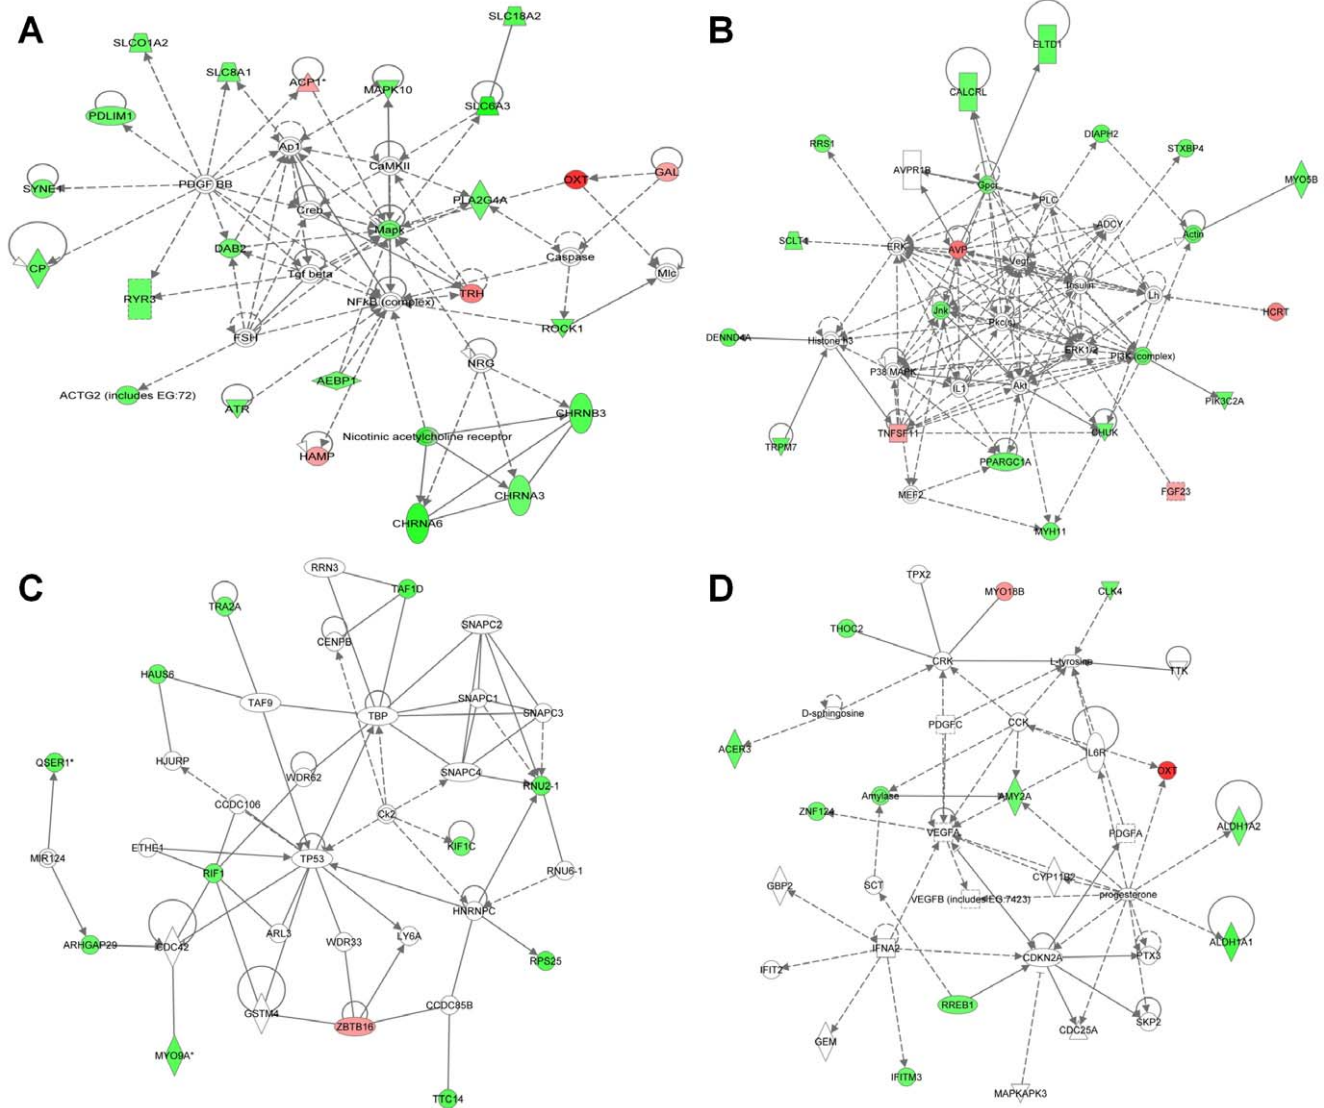 A
SLC18A2
SLCO1A2
SLC8A1
ACP1*
MAPK10
SLC6A3
PDLIM1
Ap1
CaMKII
OXT
GAL
SYNE1
PDGF BB
Creb
PLA2G4A
DAB2
Mapk
CP
Tgf beta
Caspase
Mlc
RYR3
NFkB (complex)
TRH
FSH
ROCK1
NRG
AEBP1
ACTG2 (includes EG:72)
ATR
CHRNB3
Nicotinic acetylcholine receptor
HAMP
CHRNA3
CHRNA6
B
ELTD1
CALCRL
DIAPH2
RRS1
STXBP4
AVPR1B
Gpcr
MYO5B
PLC
ADCY
SCLT1
ERK
AVP
Actin
Vegf
Insulin
Lh
Jnk
HCRT
Pkc(s)
DENND4A
Histone h3
ERK1/2
PI3K (complex)
P38 MAPK
IL1
Akt
PIK3C2A
TRPM7
TNFSF11
CHUK
PPARGC1A
MEF2
FGF23
MYH11
C
RRN3
TAF1D
TRA2A
CENPB
SNAPC2
HAUS6
TAF9
TBP
SNAPC1
SNAPC3
QSER1*
HJURP
WDR62
SNAPC4
RNU2-1
CCDC106
Ck2
ETHE1
KIF1C
MIR124
TP53
RIF1
RNU6-1
HNRNPC
ARHGAP29
CDC42
ARL3
WDR33
LY6A
RPS25
GSTM4
CCDC85B
ZBTB16
MYO9A*
TTC14
D
TPX2
MYO18B
CLK4
THOC2
CRK
L-tyrosine
TTK
D-sphingosine
PDGFC
CCK
ACER3
IL6R
OXT
Amylase
AMY2A
ZNF124
ALDH1A2
VEGFA
PDGFA
GBP2
SCT
CYP11B2
VEGFB (includes EG:7423)
progesterone
IFNA2
ALDH1A1
IFIT2
CDKN2A
PTX3
RREB1
GEM
CDC25A
SKP2
IFITM3
MAPKAPK3